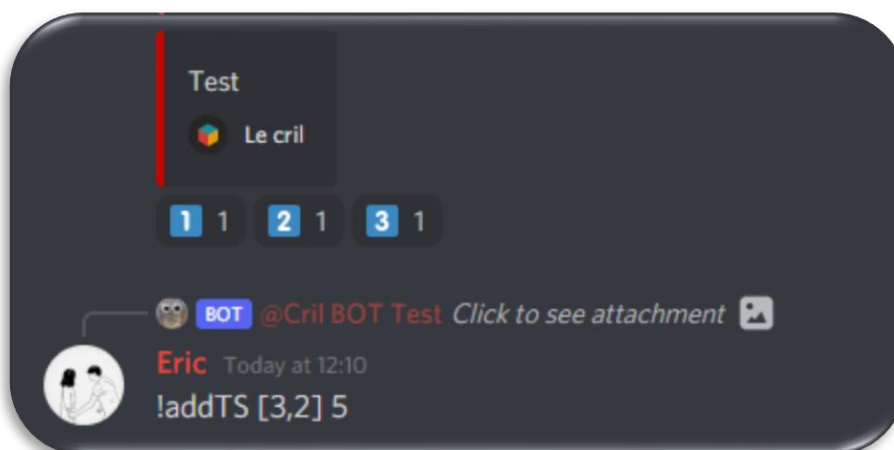 Test
Le cril
1 1 2 1 3 1
BOT @Cril BOT Test Click to see attachment
Eric Today at 12:10
!addTS [3,2] 5